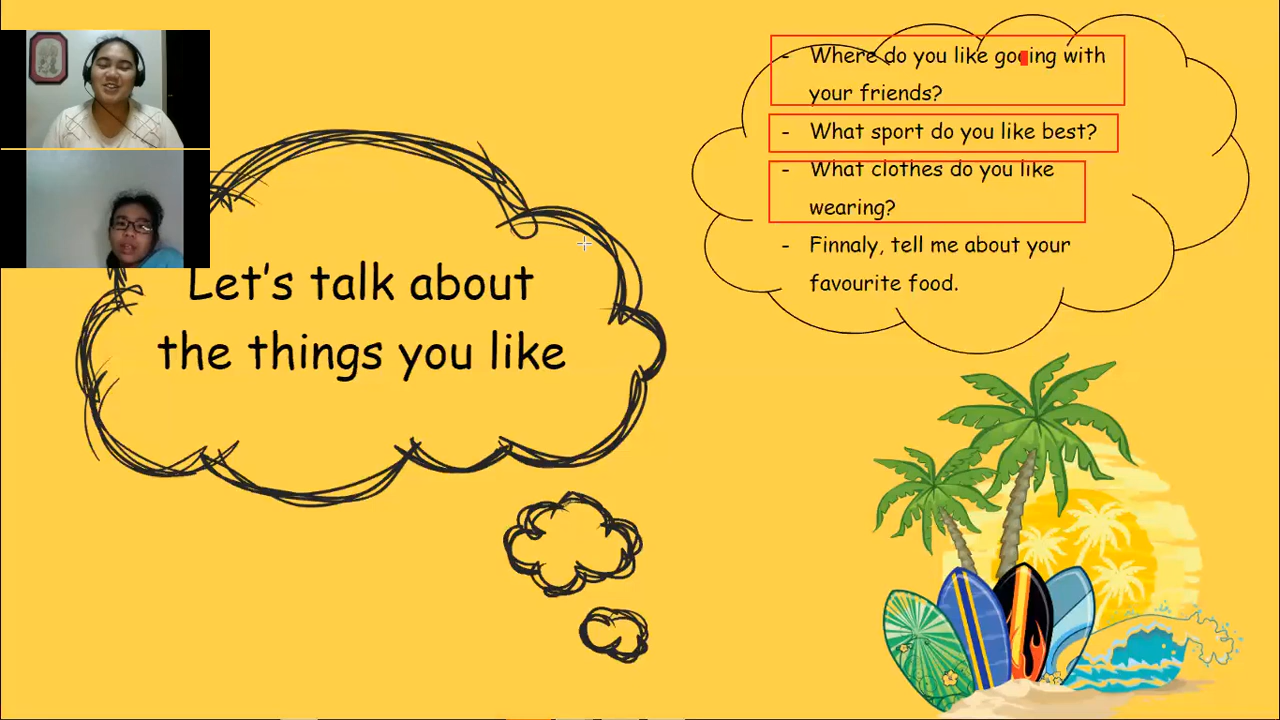 Let's talk about
the things you like
- Where do you like gooing with
your friends?
- What sport do you like best?
- What clothes do you like
wearing?
- Finnaly, tell me about your
favourite food.